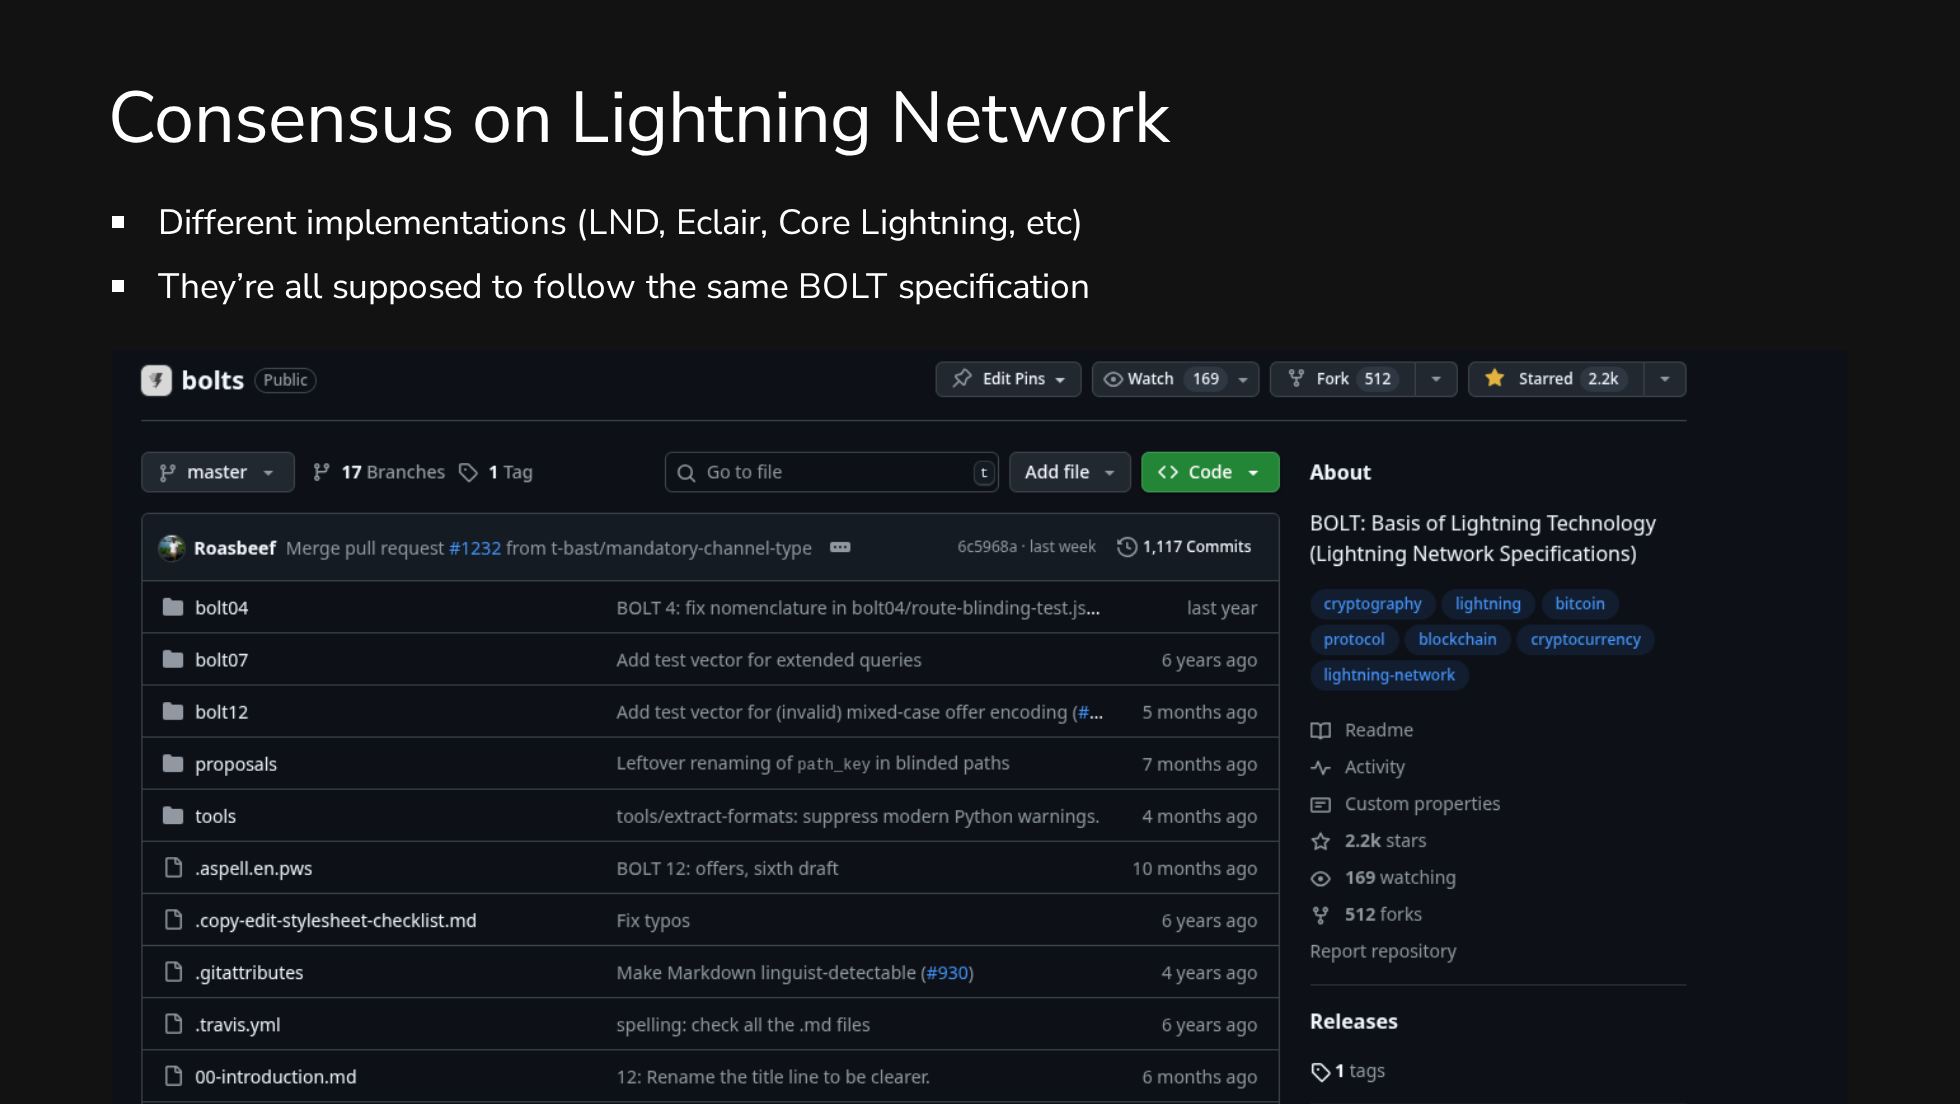 Consensus on Lightning Network
Different implementations (LND, Eclair, Core Lightning, etc)
They're all supposed to follow the same BOLT specification
bolts Public Edit Pins Watch 169 Fork 512 Starred 2.2k
master 17 Branches 1 Tag Go to file t Add file Code
Roasbeef Merge pull request #1232 from t-bast/mandatory-channel-type 6c5968a · last week 1,117 Commits
bolt04 BOLT 4: fix nomenclature in bolt04/route-blinding-test.js... last year
bolt07 Add test vector for extended queries 6 years ago
bolt12 Add test vector for (invalid) mixed-case offer encoding (#... 5 months ago
proposals Leftover renaming of path_key in blinded paths 7 months ago
tools tools/extract-formats: suppress modern Python warnings. 4 months ago
.aspell.en.pws BOLT 12: offers, sixth draft 10 months ago
.copy-edit-stylesheet-checklist.md Fix typos 6 years ago
.gitattributes Make Markdown linguist-detectable (#930) 4 years ago
.travis.yml spelling: check all the .md files 6 years ago
00-introduction.md 12: Rename the title line to be clearer. 6 months ago
About
BOLT: Basis of Lightning Technology
(Lightning Network Specifications)
cryptography lightning bitcoin
protocol blockchain cryptocurrency
lightning-network
Readme
Activity
Custom properties
2.2k stars
169 watching
512 forks
Report repository
Releases
1 tags